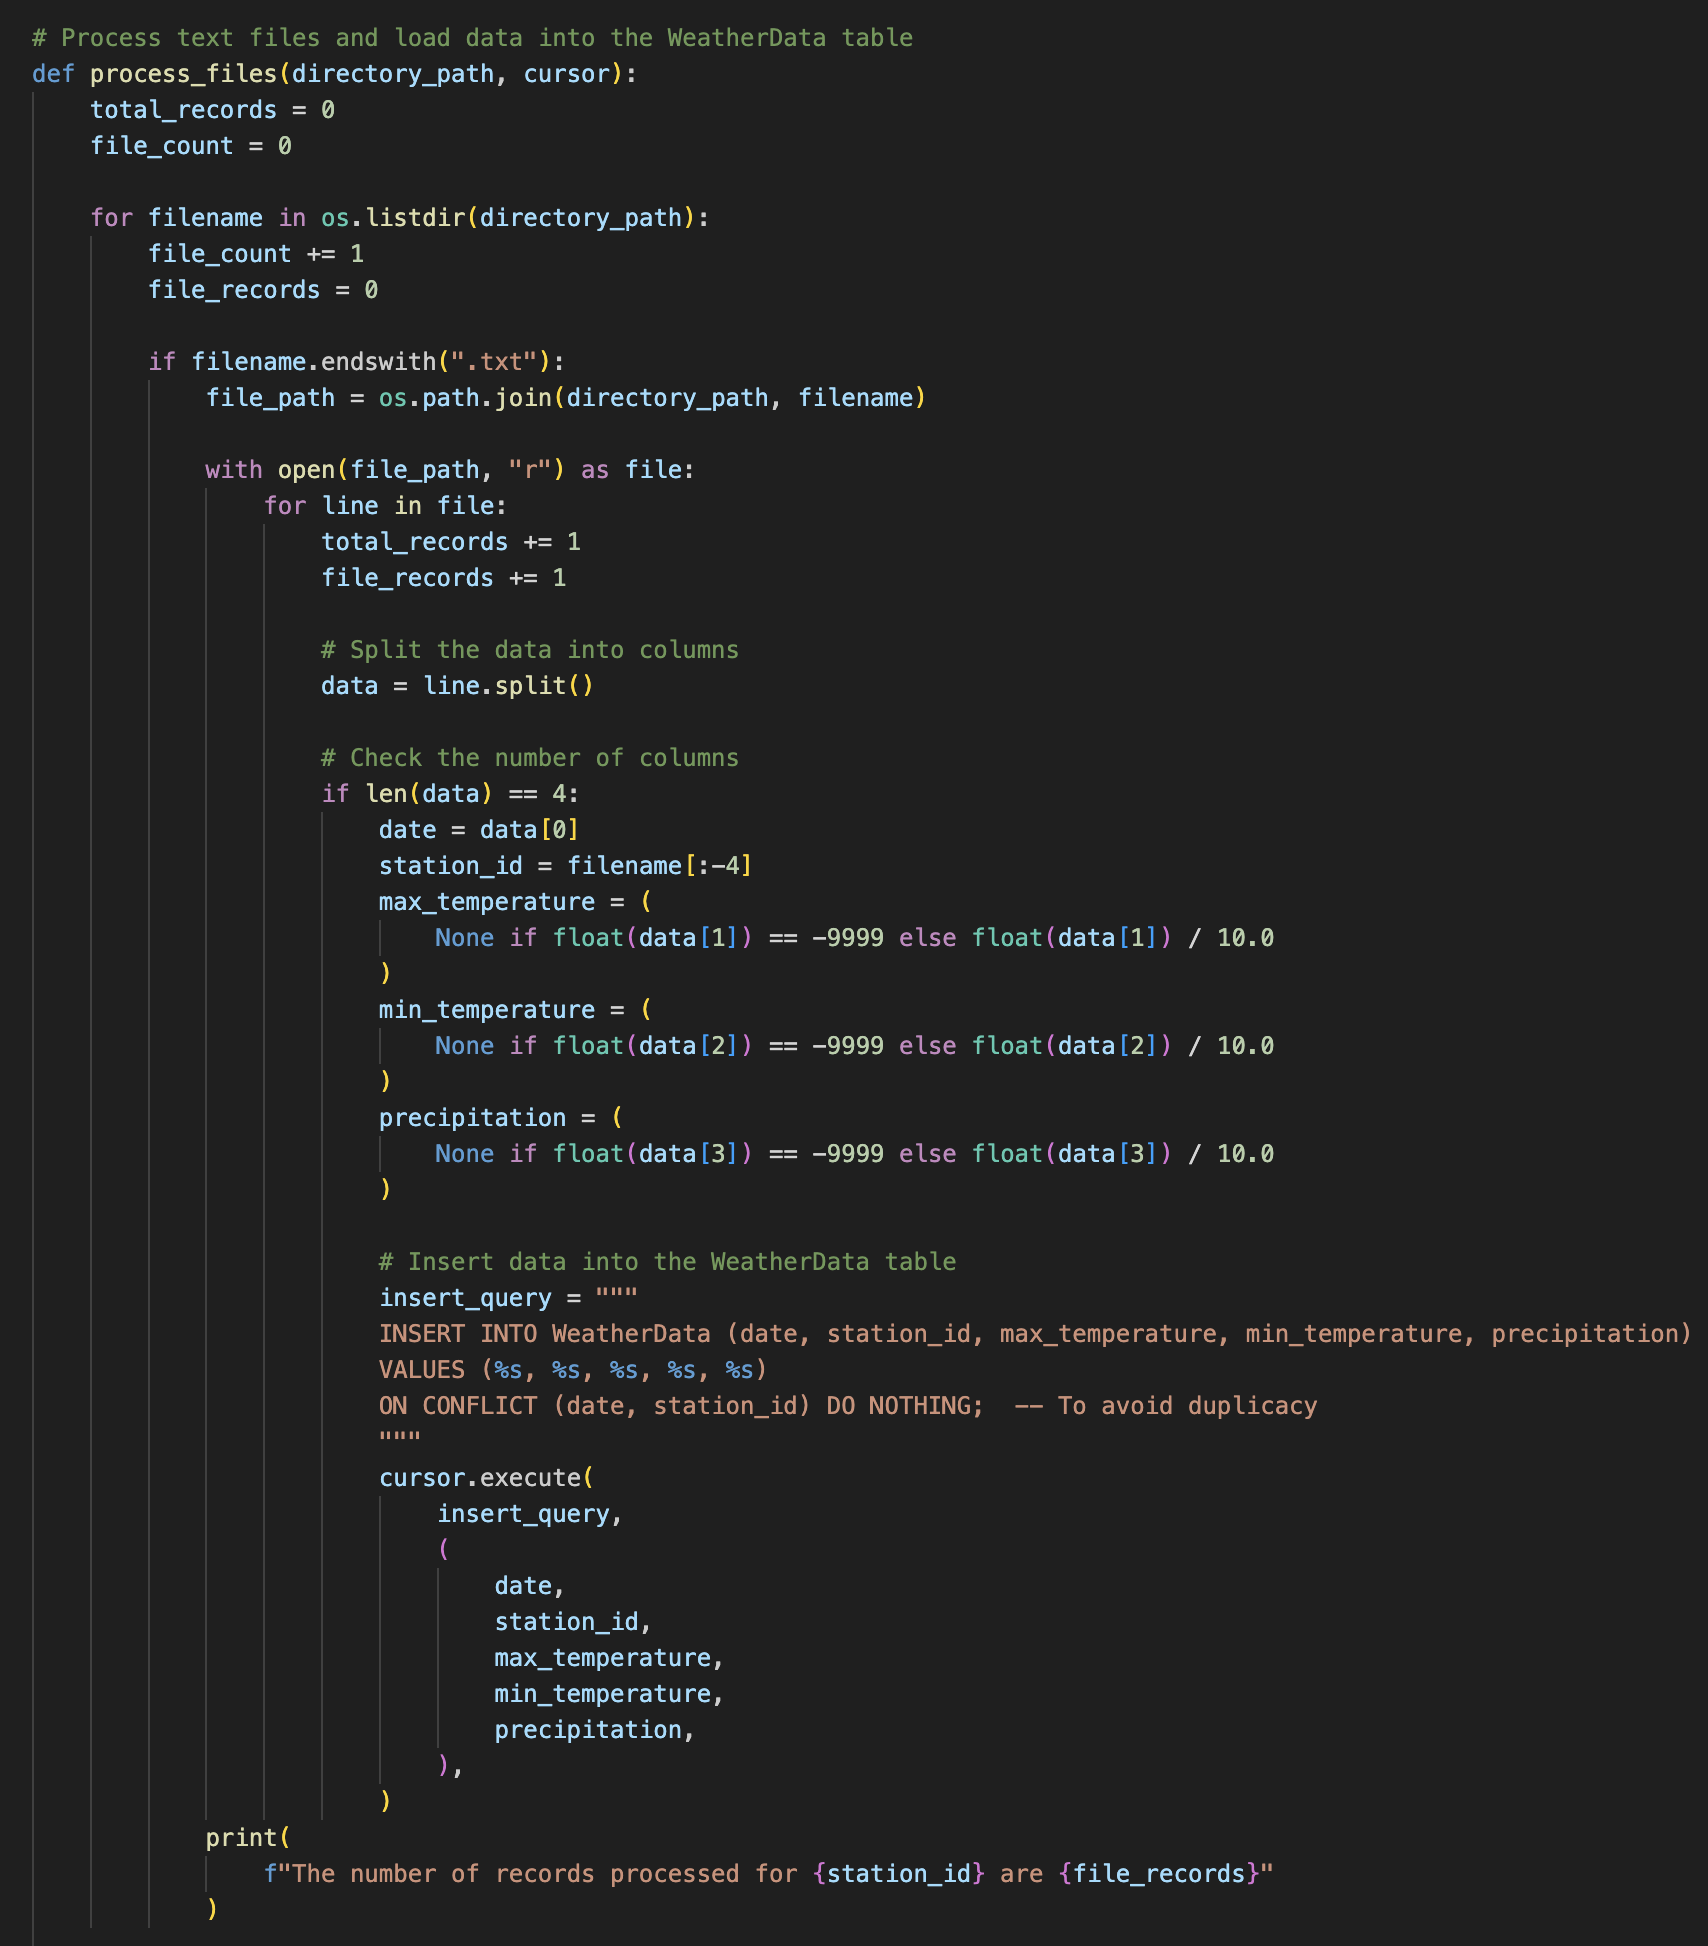 # Process text files and load data into the WeatherData table
def process_files(directory_path, cursor):
    total_records = 0
    file_count = 0

    for filename in os.listdir(directory_path):
        file_count += 1
        file_records = 0

        if filename.endswith(".txt"):
            file_path = os.path.join(directory_path, filename)

            with open(file_path, "r") as file:
                for line in file:
                    total_records += 1
                    file_records += 1

                    # Split the data into columns
                    data = line.split()

                    # Check the number of columns
                    if len(data) == 4:
                        date = data[0]
                        station_id = filename[:-4]
                        max_temperature = (
                            None if float(data[1]) == -9999 else float(data[1]) / 10.0
                        )
                        min_temperature = (
                            None if float(data[2]) == -9999 else float(data[2]) / 10.0
                        )
                        precipitation = (
                            None if float(data[3]) == -9999 else float(data[3]) / 10.0
                        )

                        # Insert data into the WeatherData table
                        insert_query = """
                        INSERT INTO WeatherData (date, station_id, max_temperature, min_temperature, precipitation)
                        VALUES (%s, %s, %s, %s, %s)
                        ON CONFLICT (date, station_id) DO NOTHING;  -- To avoid duplicacy
                        """
                        cursor.execute(
                            insert_query,
                            (
                                date,
                                station_id,
                                max_temperature,
                                min_temperature,
                                precipitation,
                            ),
                        )
            print(
                f"The number of records processed for {station_id} are {file_records}"
            )